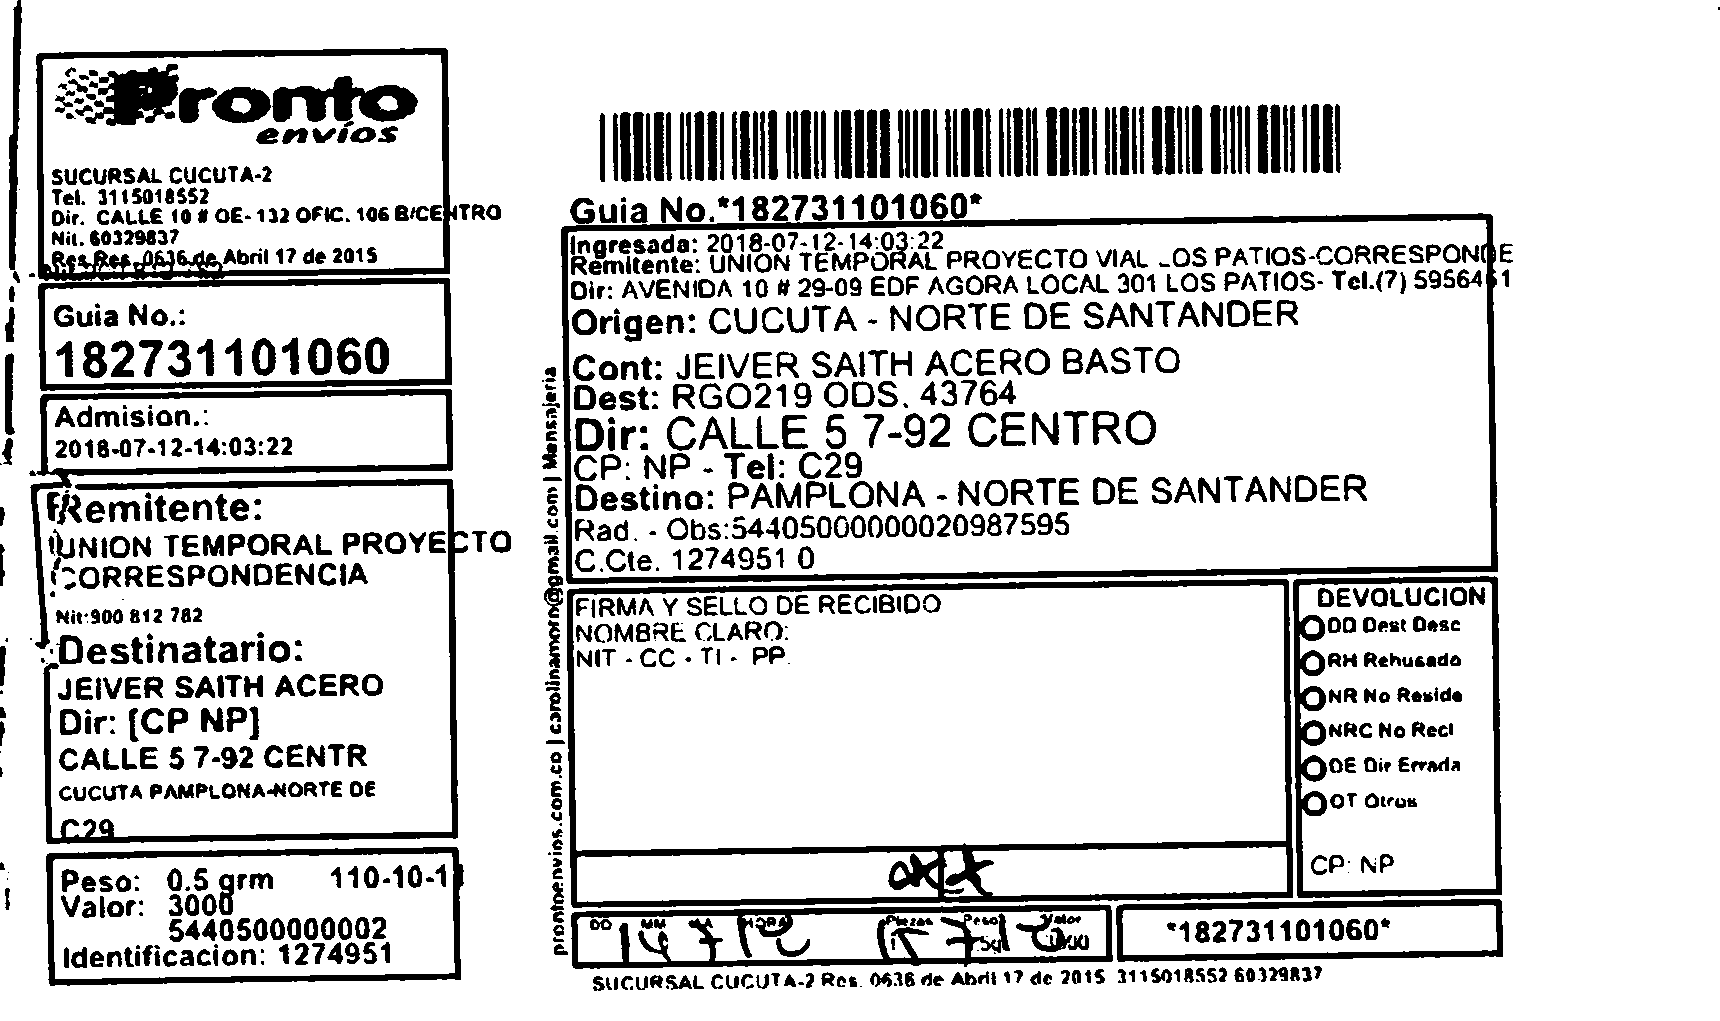 Pronto
envíos
SUCURSAL CUCUTA-2
Tel. 3115018552
Dir. CALLE 10 # OE- 132 OFIC. 106 B/CENTRO
Nit. 60329837
Res.Res. 0636 de Abril 17 de 2015
Guia No.:
182731101060
Admision.:
2018-07-12-14:03:22
Remitente:
UNION TEMPORAL PROYECTO
CORRESPONDENCIA
Nit:900 812 782
Destinatario:
JEIVER SAITH ACERO
Dir: [CP NP]
CALLE 5 7-92 CENTR
CUCUTA PAMPLONA-NORTE DE
C29
Peso: 0.5 grm 110-10-1
Valor: 3000
5440500000002
Identificacion: 1274951
Guia No.*182731101060*
Ingresada: 2018-07-12-14:03:22
Remitente: UNION TEMPORAL PROYECTO VIAL LOS PATIOS-CORRESPONDE
Dir: AVENIDA 10 # 29-09 EDF AGORA LOCAL 301 LOS PATIOS- Tel.(7) 5956461
Origen: CUCUTA - NORTE DE SANTANDER
Cont: JEIVER SAITH ACERO BASTO
Dest: RGO219 ODS. 43764
Dir: CALLE 5 7-92 CENTRO
CP: NP - Tel: C29
Destino: PAMPLONA - NORTE DE SANTANDER
Rad. - Obs:54405000000020987595
C.Cte. 1274951 0
prontoenvios.com.co | carolinamorn@gmail.com | Mensajeria
FIRMA Y SELLO DE RECIBIDO
NOMBRE CLARO:
NIT - CC - TI - PP.
DEVOLUCION
DD Dest Desc
RH Rehusado
NR No Reside
NRC No Recl
DE Dir Errada
OT Otros
CP: NP
DD MM AA HORA Piezas Peso Valor
*182731101060*
SUCURSAL CUCUTA-2 Res. 0636 de Abril 17 de 2015 3115018552 60329837